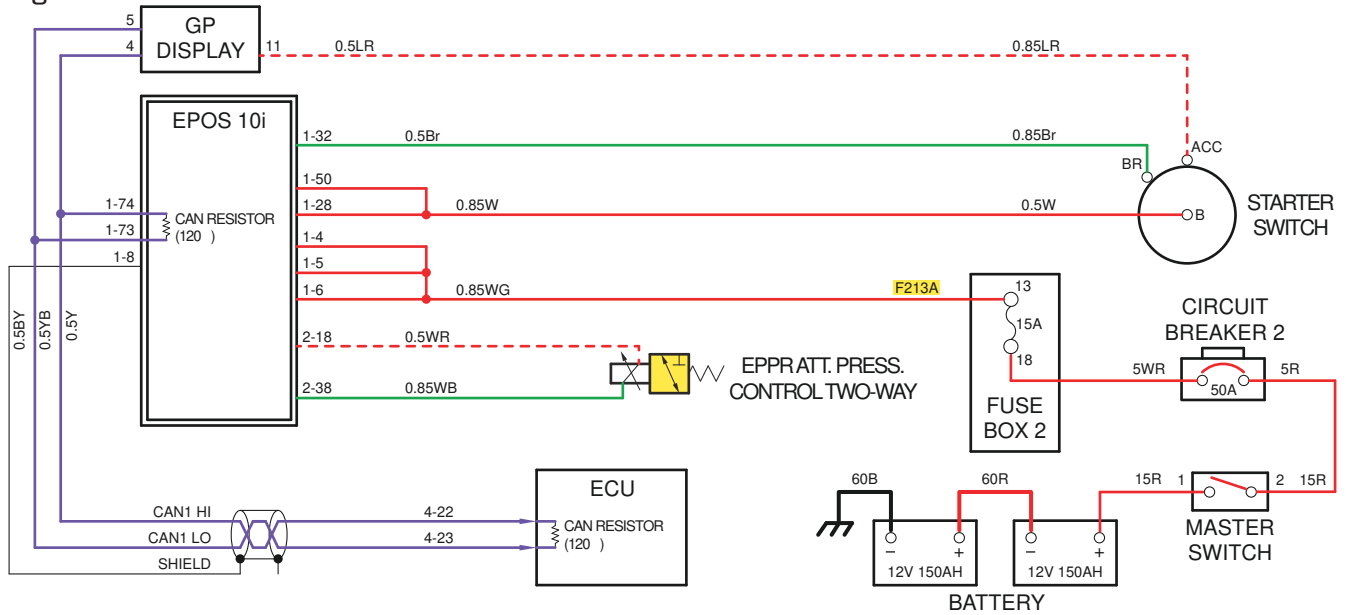 5
4
GP
DISPLAY
11
0.5LR
0.85LR
ACC
EPOS 10i
1-32
0.5Br
0.85Br
BR
1-50
1-28
0.85W
0.5W
B
STARTER
SWITCH
1-74
1-73
1-8
CAN RESISTOR
(120 )
1-4
1-5
1-6
0.85WG
F213A
13
15A
18
FUSE
BOX 2
CIRCUIT
BREAKER 2
5WR
50A
5R
2-18
0.5WR
2-38
0.85WB
EPPR ATT. PRESS.
CONTROL TWO-WAY
0.5BY
0.5YB
0.5Y
CAN1 HI
CAN1 LO
SHIELD
4-22
4-23
ECU
CAN RESISTOR
(120 )
60B
60R
15R
1
2
15R
MASTER
SWITCH
−
+
12V 150AH
−
+
12V 150AH
BATTERY